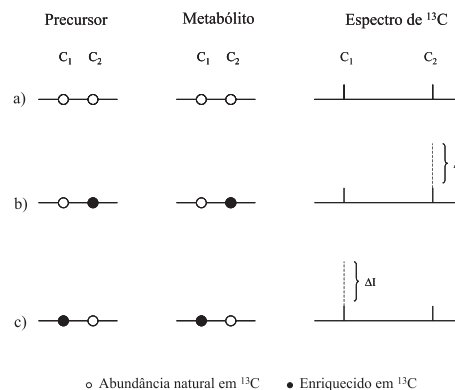 Precursor Metabólito Espectro de ¹³C
C₁ C₂ C₁ C₂ C₁ C₂
a)
b)
ΔI
c)
Abundância natural em ¹³C Enriquecido em ¹³C